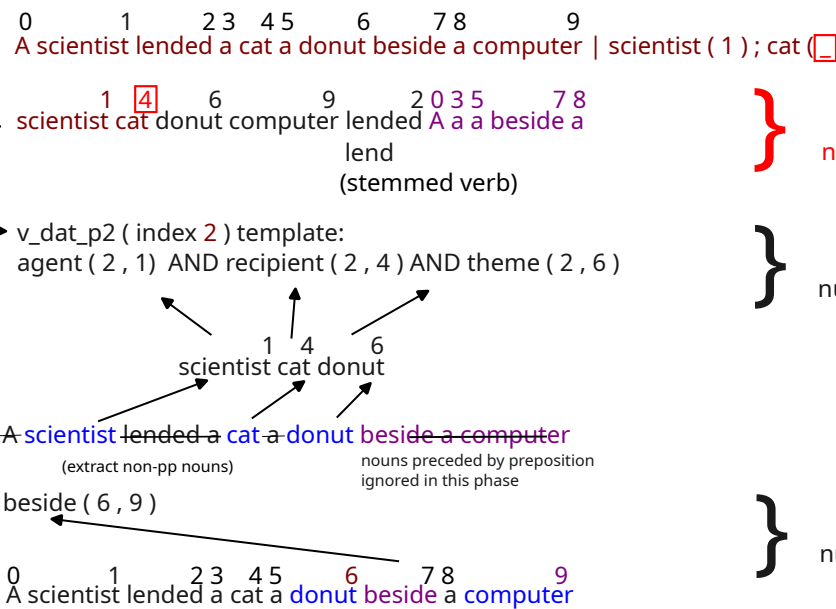 0 1 2 3 4 5 6 7 8 9
A scientist lended a cat a donut beside a computer | scientist ( 1 ) ; cat ( _
1 4 6 9 2 0 3 5 7 8
scientist cat donut computer lended A a a beside a
lend
(stemmed verb)
v_dat_p2 ( index 2 ) template:
agent ( 2 , 1) AND recipient ( 2 , 4 ) AND theme ( 2 , 6 )
1 4 6
scientist cat donut
A scientist lended a cat a donut beside a computer
(extract non-pp nouns)
nouns preceded by preposition
ignored in this phase
beside ( 6 , 9 )
0 1 2 3 4 5 6 7 8 9
A scientist lended a cat a donut beside a computer